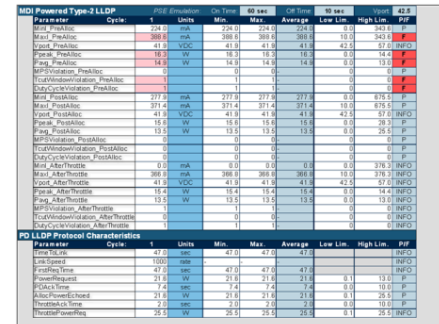 MDI Powered Type-2 LLDP PSE Emulation On Time: 60 sec Off Time: 10 sec Vport: 42.5
Parameter Cycle: 1 Units Min. Max. Average Low Lim. High Lim. P/F
MinI_PreAlloc 224.0 mA 224.0 224.0 224.0 0.0 343.6 P
MaxI_PreAlloc 388.6 mA 388.6 388.6 388.6 10.0 343.6 F
Vport_PreAlloc 41.9 VDC 41.9 41.9 41.9 42.5 57.0 INFO
Ppeak_PreAlloc 16.3 W 16.3 16.3 16.3 0.0 14.4 F
Pavg_PreAlloc 14.9 W 14.9 14.9 14.9 0.0 13.0 F
MPSViolation_PreAlloc 0 0 0 - 0 0 P
TcutWindowViolation_PreAlloc 1 1 1 - 0 0 F
DutyCycleViolation_PreAlloc 1 1 1 - 0 0 F
MinI_PostAlloc 277.9 mA 277.9 277.9 277.9 0.0 675.5 P
MaxI_PostAlloc 371.4 mA 371.4 371.4 371.4 10.0 675.5 P
Vport_PostAlloc 41.9 VDC 41.9 41.9 41.9 42.5 57.0 INFO
Ppeak_PostAlloc 15.6 W 15.6 15.6 15.6 0.0 28.3 P
Pavg_PostAlloc 13.5 W 13.5 13.5 13.5 0.0 25.5 P
MPSViolation_PostAlloc 0 0 0 - 0 0 P
TcutWindowViolation_PostAlloc 0 0 0 - 0 0 P
DutyCycleViolation_PostAlloc 0 0 0 - 0 0 P
MinI_AfterThrottle 0.0 mA 0.0 0.0 0.0 0.0 376.3 INFO
MaxI_AfterThrottle 366.8 mA 366.8 366.8 366.8 10.0 376.3 INFO
Vport_AfterThrottle 41.9 VDC 41.9 41.9 41.9 42.5 57.0 INFO
Ppeak_AfterThrottle 15.4 W 15.4 15.4 15.4 0.0 14.4 INFO
Pavg_AfterThrottle 13.5 W 13.5 13.5 13.5 0.0 13.0 INFO
MPSViolation_AfterThrottle 1 1 1 - 0 0 INFO
TcutWindowViolation_AfterThrottle 0 0 0 - 0 0 INFO
DutyCycleViolation_AfterThrottle 1 1 1 - 0 0 INFO
PD LLDP Protocol Characteristics
Parameter Cycle: 1 Units Min. Max. Average Low Lim. High Lim. P/F
TimeToLink 47.0 sec 47.0 47.0 47.0 INFO
LinkSpeed 1000 rate - - INFO
FirstReqTime 47.0 sec 47.0 47.0 47.0 INFO
PowerRequest 21.6 W 21.6 21.6 21.6 0.1 13.0 P
PDAckTime 7.4 sec 7.4 7.4 7.4 0.0 10.0 P
AllocPowerEchoed 21.6 W 21.6 21.6 21.6 0.1 25.5 P
ThrottleAckTime 2.0 sec 2.0 2.0 2.0 0.0 10.0 P
ThrottlePowerReq 25.5 W 25.5 25.5 25.5 0.1 25.5 INFO